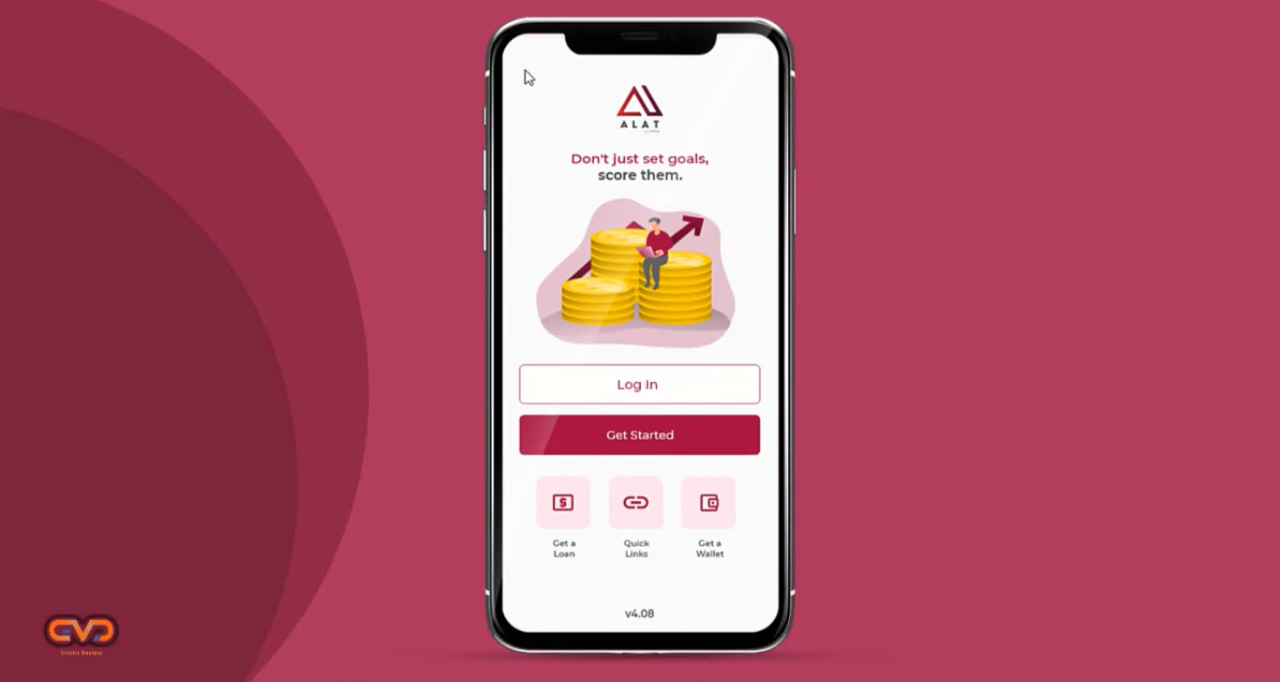 ALAT
Don't just set goals,
score them.
Log In
Get Started
Get a
Loan
Quick
Links
Get a
Wallet
v4.08